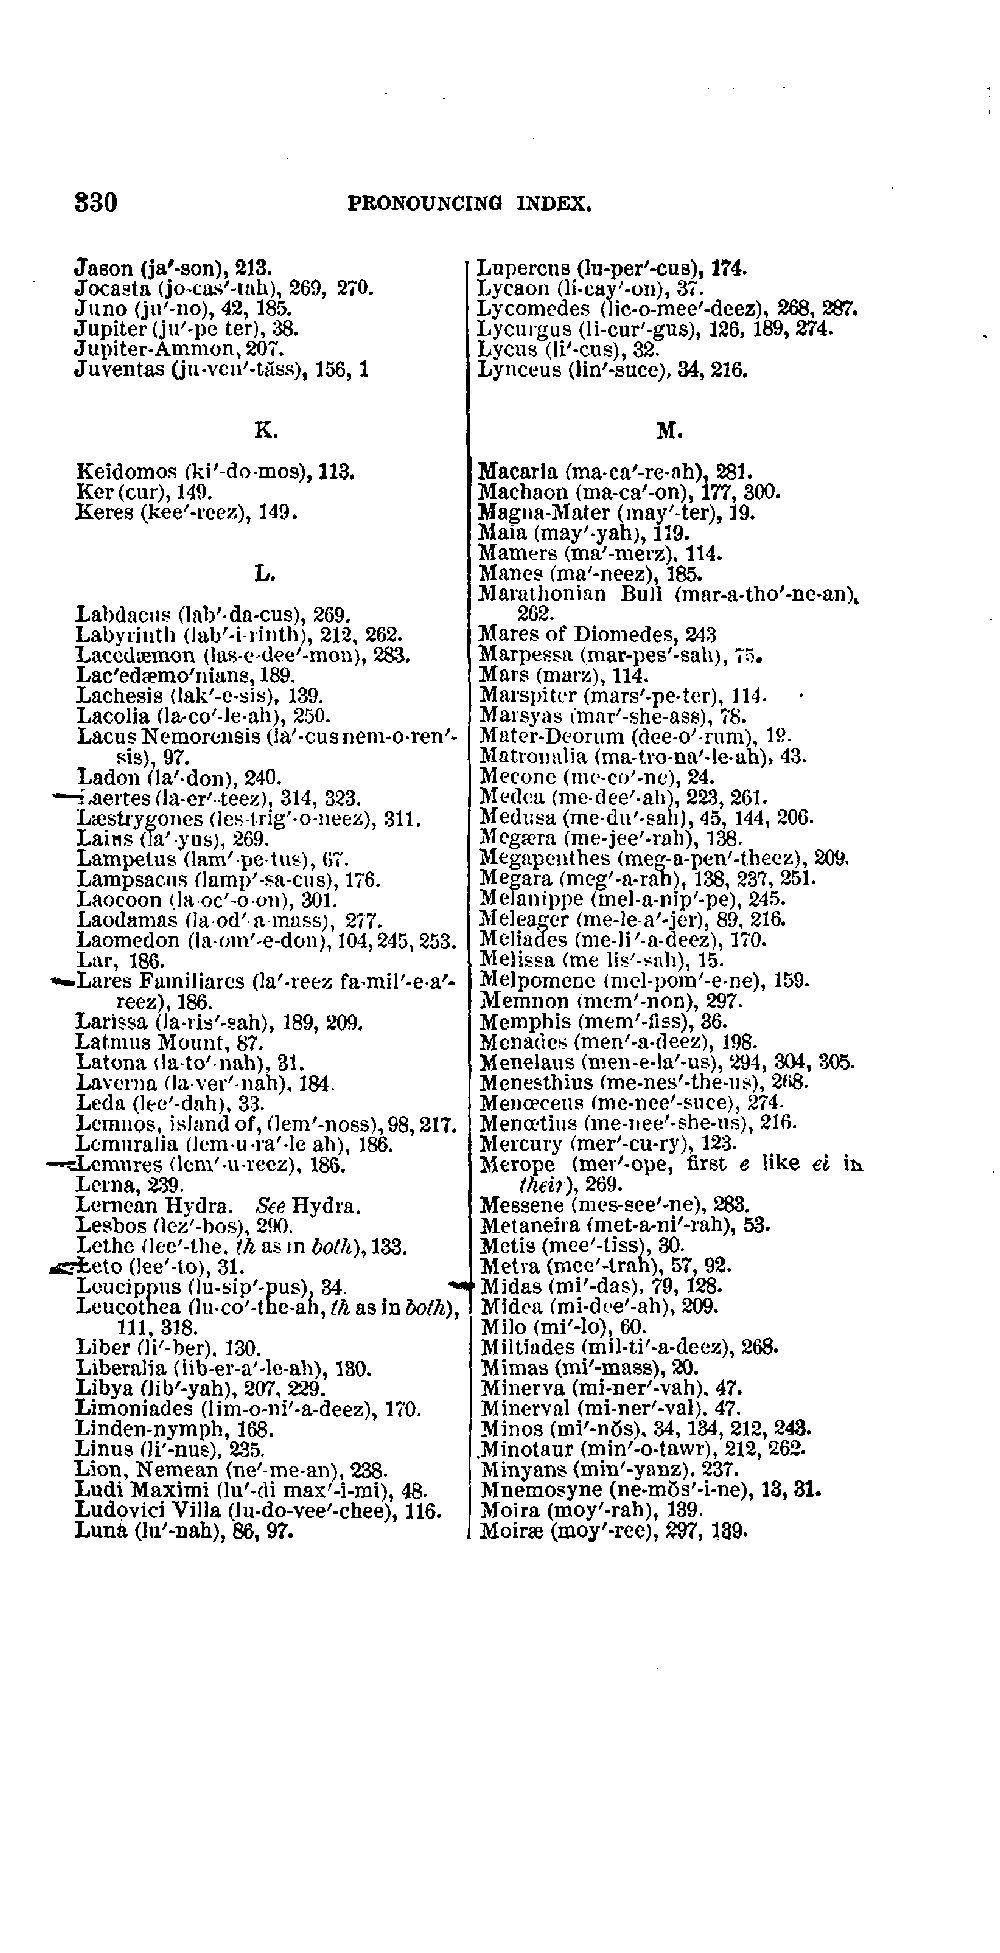 330 PRONOUNCING INDEX.
Jason (ja′-son), 213.
Jocasta (jo-cas′-tah), 269, 270.
Juno (ju′-no), 42, 185.
Jupiter (ju′-pe ter), 38.
Jupiter-Ammon, 207.
Juventas (ju-ven′-tăss), 156, 1
K.
Keidomos (ki′-do-mos), 113.
Ker (cur), 149.
Keres (kee′-reez), 149.
L.
Labdacus (lab′-da-cus), 269.
Labyrinth (lab′-i-rinth), 212, 262.
Lacedæmon (las-e-dee′-mon), 283.
Lac′edæmo′nians, 189.
Lachesis (lak′-e-sis), 139.
Lacolia (la-co′-le-ah), 250.
Lacus Nemorensis (la′-cus nem-o-ren′-
sis), 97.
Ladon (la′-don), 240.
Laertes (la-er′-teez), 314, 323.
Læstrygones (les-trig′-o-neez), 311.
Laius (la′-yus), 269.
Lampetus (lam′-pe-tus), 67.
Lampsacus (lamp′-sa-cus), 176.
Laocoon (la-oc′-o-on), 301.
Laodamas (la-od′-a-mass), 277.
Laomedon (la-om′-e-don), 104, 245, 253.
Lar, 186.
Lares Familiares (la′-reez fa-mil′-e-a′-
reez), 186.
Larissa (la-ris′-sah), 189, 209.
Latmus Mount, 87.
Latona (la-to′-nah), 31.
Laverna (la-ver′-nah), 184.
Leda (lee′-dah), 33.
Lemnos, island of, (lem′-noss), 98, 217.
Lemuralia (lem-u-ra′-le ah), 186.
Lemures (lem′-u-reez), 186.
Lerna, 239.
Lernean Hydra. See Hydra.
Lesbos (lez′-bos), 290.
Lethe (lee′-the, th as in both), 133.
Leto (lee′-to), 31.
Leucippus (lu-sip′-pus), 34.
Leucothea (lu-co′-the-ah, th as in both),
111, 318.
Liber (li′-ber), 130.
Liberalia (lib-er-a′-le-ah), 130.
Libya (lib′-yah), 207, 229.
Limoniades (lim-o-ni′-a-deez), 170.
Linden-nymph, 168.
Linus (li′-nus), 235.
Lion, Nemean (ne′-me-an), 238.
Ludi Maximi (lu′-di max′-i-mi), 48.
Ludovici Villa (lu-do-vee′-chee), 116.
Luna (lu′-nah), 86, 97.
Lupercus (lu-per′-cus), 174.
Lycaon (li-cay′-on), 37.
Lycomedes (lic-o-mee′-deez), 268, 287.
Lycurgus (li-cur′-gus), 126, 189, 274.
Lycus (li′-cus), 32.
Lynceus (lin′-suce), 34, 216.
M.
Macaria (ma-ca′-re-ah), 281.
Machaon (ma-ca′-on), 177, 300.
Magna-Mater (may′-ter), 19.
Maia (may′-yah), 119.
Mamers (ma′-merz), 114.
Manes (ma′-neez), 185.
Marathonian Bull (mar-a-tho′-ne-an),
262.
Mares of Diomedes, 243
Marpessa (mar-pes′-sah), 75.
Mars (marz), 114.
Marspiter (mars′-pe-ter), 114.
Marsyas (mar′-she-ass), 78.
Mater-Deorum (dee-o′-rum), 19.
Matronalia (ma-tro-na′-le-ah), 43.
Mecone (me-co′-ne), 24.
Medea (me-dee′-ah), 223, 261.
Medusa (me-du′-sah), 45, 144, 206.
Megæra (me-jee′-rah), 138.
Megapenthes (meg-a-pen′-theez), 209.
Megara (meg′-a-rah), 138, 237, 251.
Melanippe (mel-a-nip′-pe), 245.
Meleager (me-le-a′-jer), 89, 216.
Meliades (me-li′-a-deez), 170.
Melissa (me lis′-sah), 15.
Melpomene (mel-pom′-e-ne), 159.
Memnon (mem′-non), 297.
Memphis (mem′-fiss), 36.
Menades (men′-a-deez), 198.
Menelaus (men-e-la′-us), 294, 304, 305.
Menesthius (me-nes′-the-us), 268.
Menœceus (me-nee′-suce), 274.
Menœtius (me-nee′-she-us), 216.
Mercury (mer′-cu-ry), 123.
Merope (mer′-ope, first e like ei in
their), 269.
Messene (mes-see′-ne), 283.
Metaneira (met-a-ni′-rah), 53.
Metis (mee′-tiss), 30.
Metra (mee′-trah), 57, 92.
Midas (mi′-das), 79, 128.
Midea (mi-dee′-ah), 209.
Milo (mi′-lo), 60.
Miltiades (mil-ti′-a-deez), 268.
Mimas (mi′-mass), 20.
Minerva (mi-ner′-vah), 47.
Minerval (mi-ner′-val), 47.
Minos (mi′-nŏs), 34, 134, 212, 243.
Minotaur (min′-o-tawr), 212, 262.
Minyans (min′-yanz), 237.
Mnemosyne (ne-mŏs′-i-ne), 13, 31.
Moira (moy′-rah), 139.
Moiræ (moy′-ree), 297, 139.